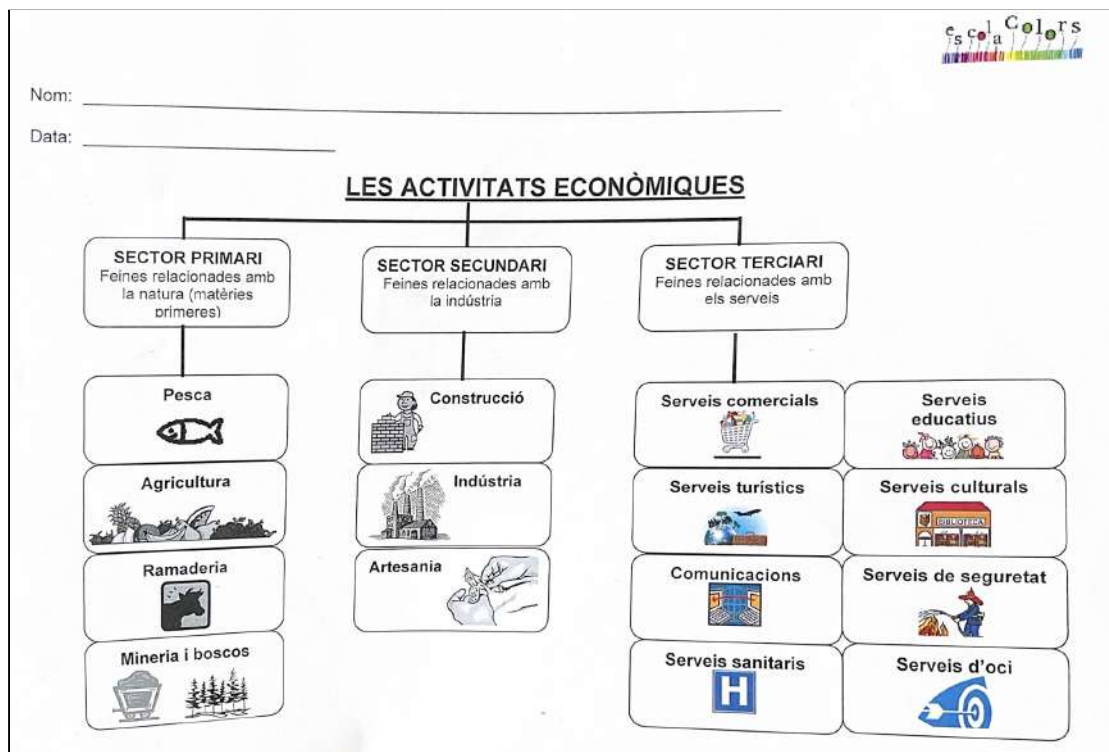 escola Colors
Nom:
Data:
LES ACTIVITATS ECONÒMIQUES
SECTOR PRIMARI
Feines relacionades amb
la natura (matèries
primeres)
SECTOR SECUNDARI
Feines relacionades amb
la indústria
SECTOR TERCIARI
Feines relacionades amb
els serveis
Pesca
Agricultura
Ramaderia
Mineria i boscos
Construcció
Indústria
Artesania
Serveis comercials
Serveis turístics
Comunicacions
Serveis sanitaris
H
Serveis
educatius
Serveis culturals
BIBLIOTECA
Serveis de seguretat
Serveis d'oci